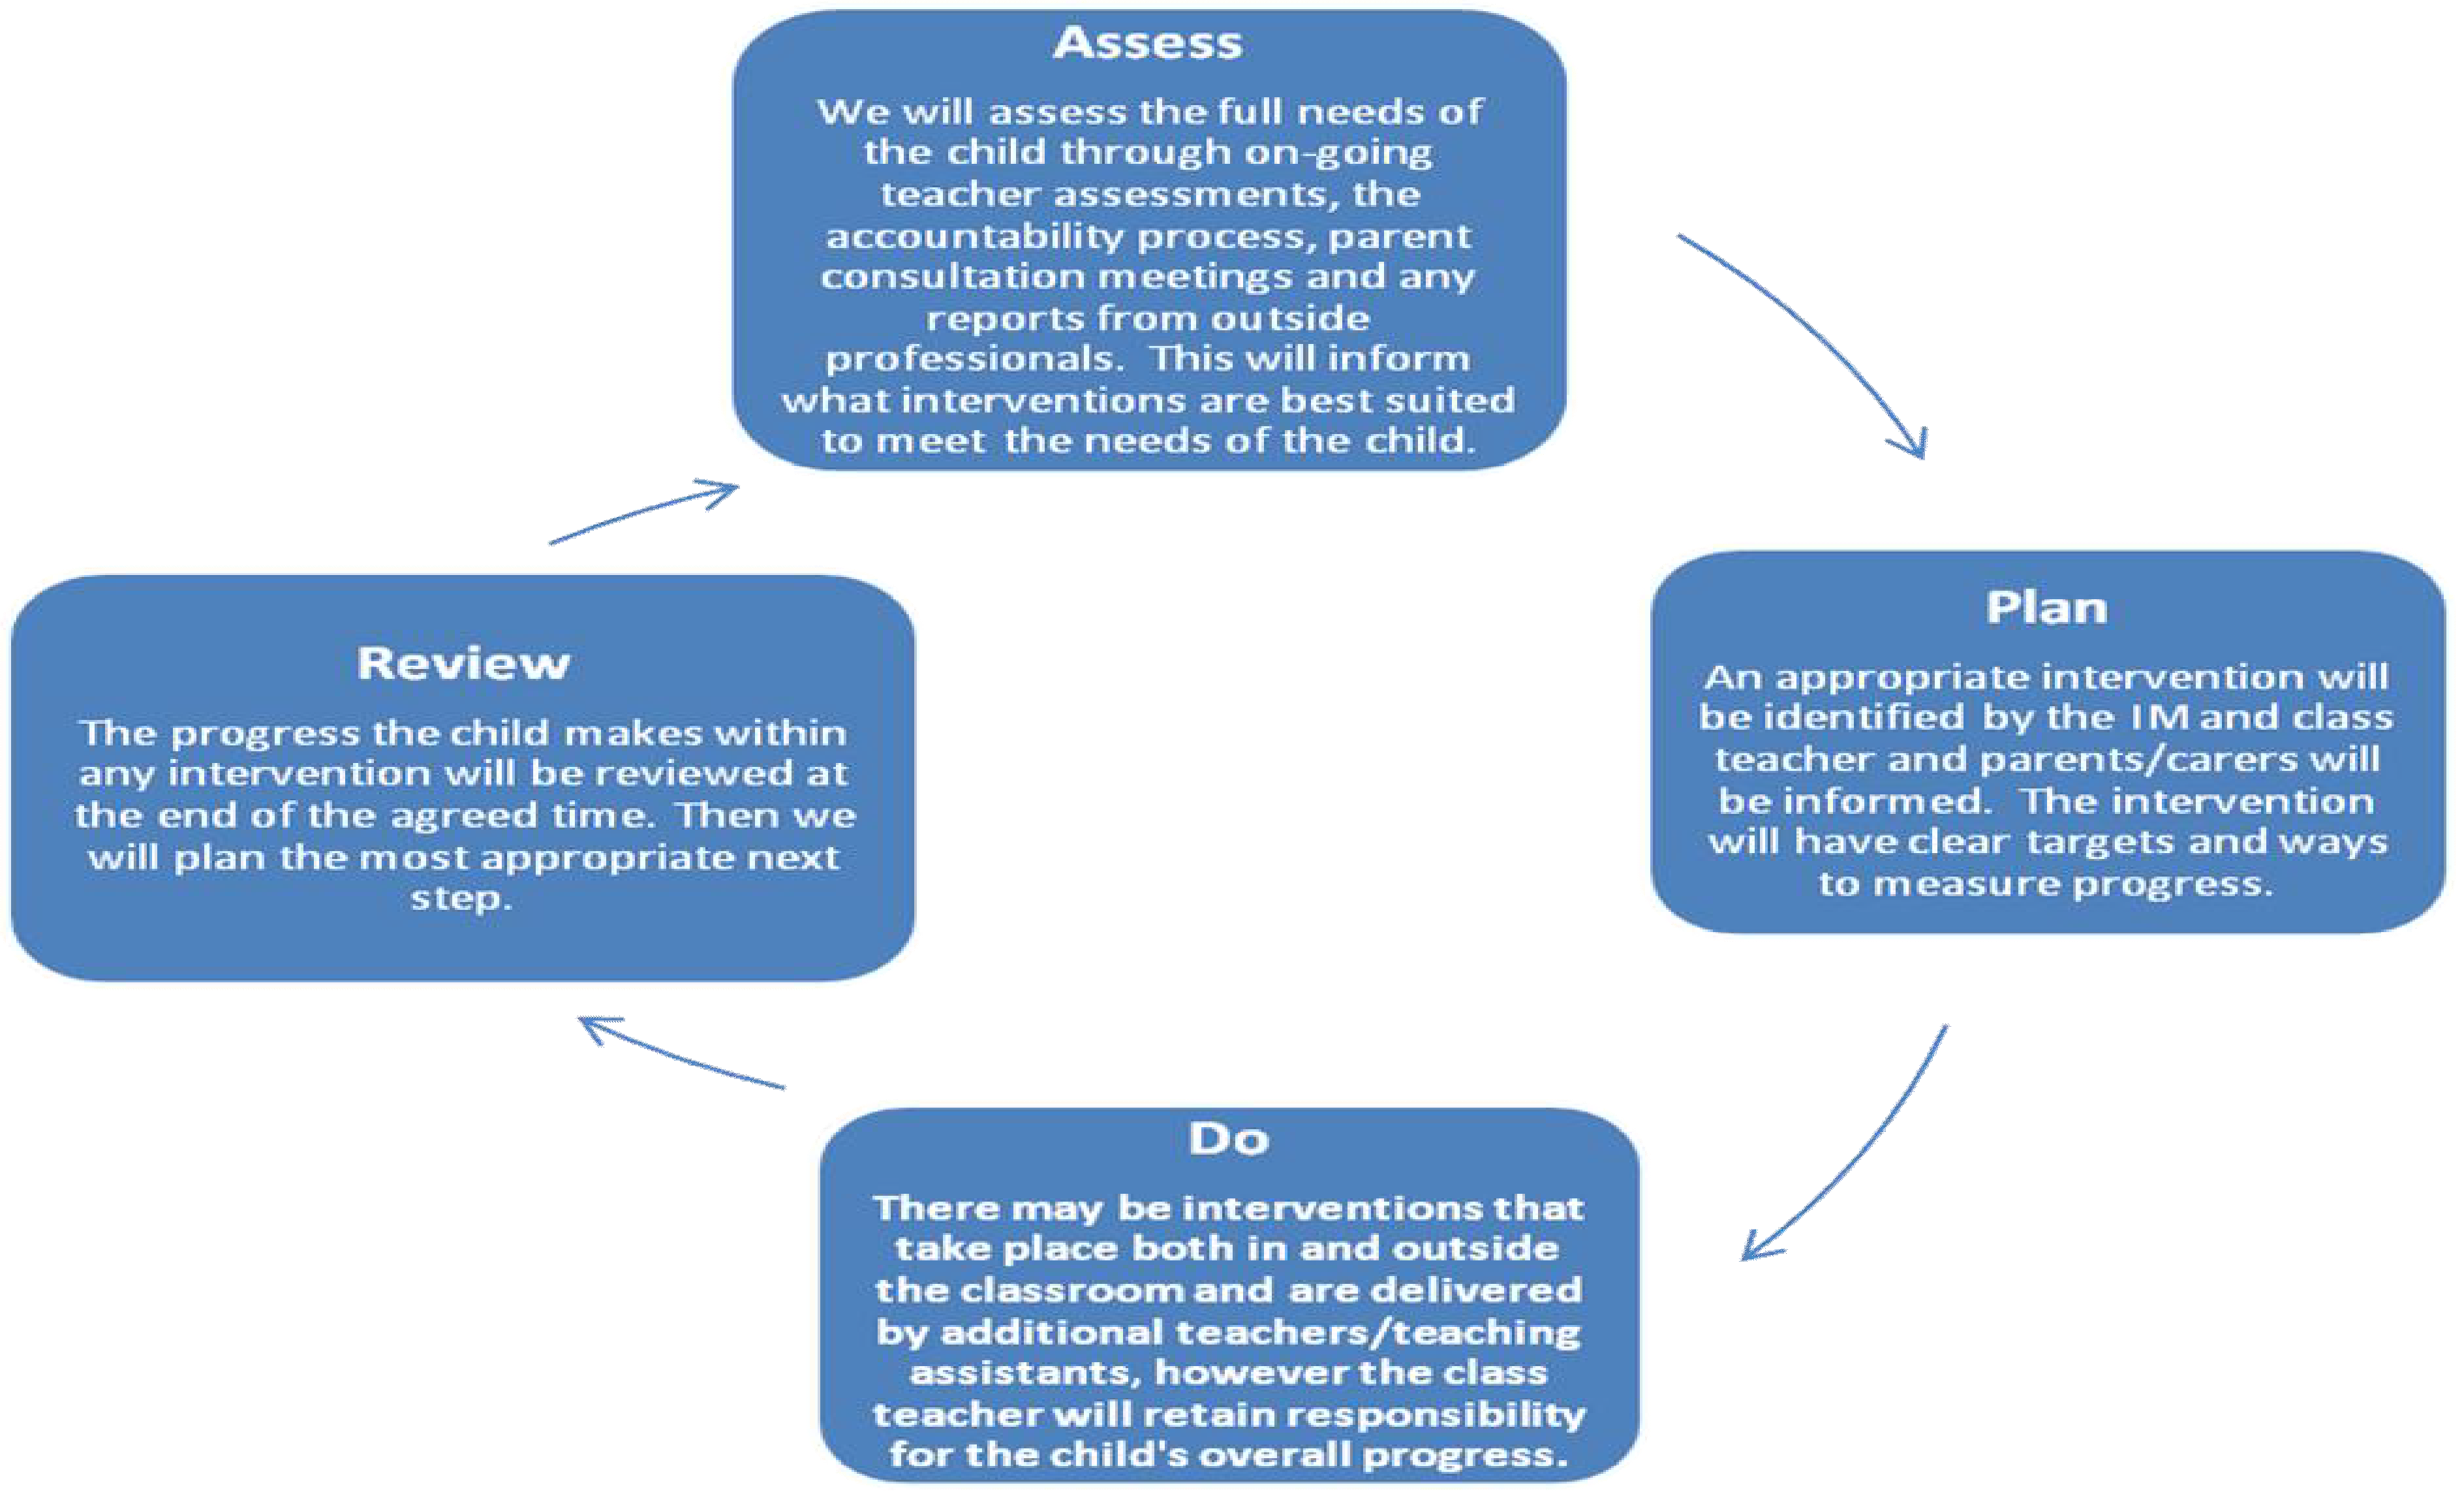 Assess
We will assess the full needs of
the child through on-going
teacher assessments, the
accountability process, parent
consultation meetings and any
reports from outside
professionals.  This will inform
what interventions are best suited
to meet the needs of the child.
Plan
An appropriate intervention will
be identified by the IM and class
teacher and parents/carers will
be informed.  The intervention
will have clear targets and ways
to measure progress.
Do
There may be interventions that
take place both in and outside
the classroom and are delivered
by additional teachers/teaching
assistants, however the class
teacher will retain responsibility
for the child's overall progress.
Review
The progress the child makes within
any intervention will be reviewed at
the end of the agreed time. Then we
will plan the most appropriate next
step.